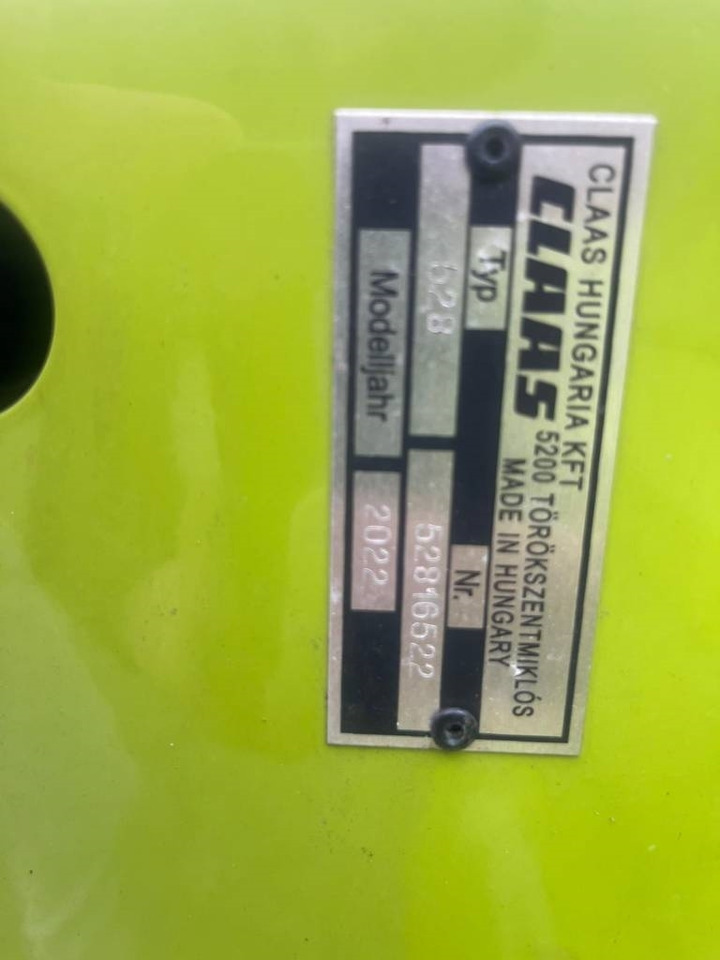 CLAAS HUNGARIA KFT
CLAAS 5200 TÖRÖKSZENTMIKLÓS
MADE IN HUNGARY
Typ Nr.
528 52816522
Modelljahr 2022